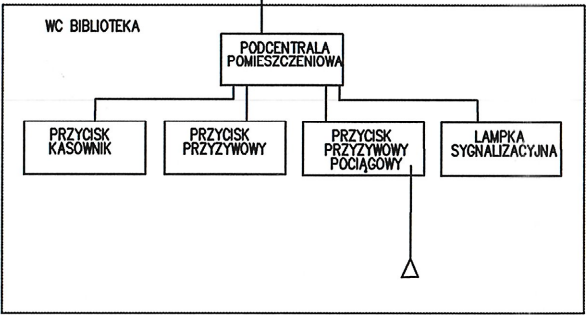 WC BIBLIOTEKA
PODCENTRALA
POMIESZCZENIOWA
PRZYCISK
KASOWNIK
PRZYCISK
PRZYZYWOWY
PRZYCISK
PRZYZYWOWY
POCIĄGOWY
LAMPKA
SYGNALIZACYJNA